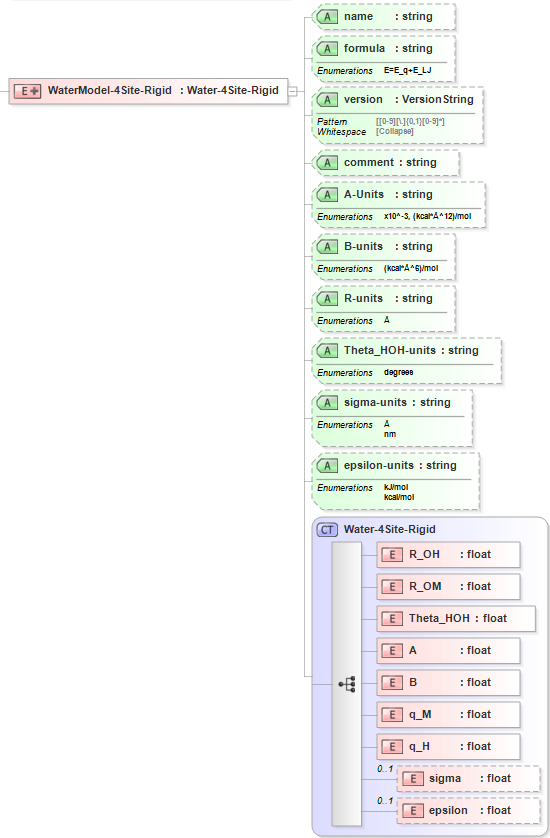 E WaterModel-4Site-Rigid : Water-4Site-Rigid
A name : string
A formula : string
Enumerations E=E_q+E_LJ
A version : VersionString
Pattern [[0-9][\.]{0,1}[0-9]*]
Whitespace [Collapse]
A comment : string
A A-Units : string
Enumerations x10^-3, (kcal*Å^12)/mol
A B-units : string
Enumerations (kcal*Å^6)/mol
A R-units : string
Enumerations Å
A Theta_HOH-units : string
Enumerations degrees
A sigma-units : string
Enumerations Å
nm
A epsilon-units : string
Enumerations kJ/mol
kcal/mol
CT Water-4Site-Rigid
E R_OH : float
E R_OM : float
E Theta_HOH : float
E A : float
E B : float
E q_M : float
E q_H : float
0..1
E sigma : float
0..1
E epsilon : float